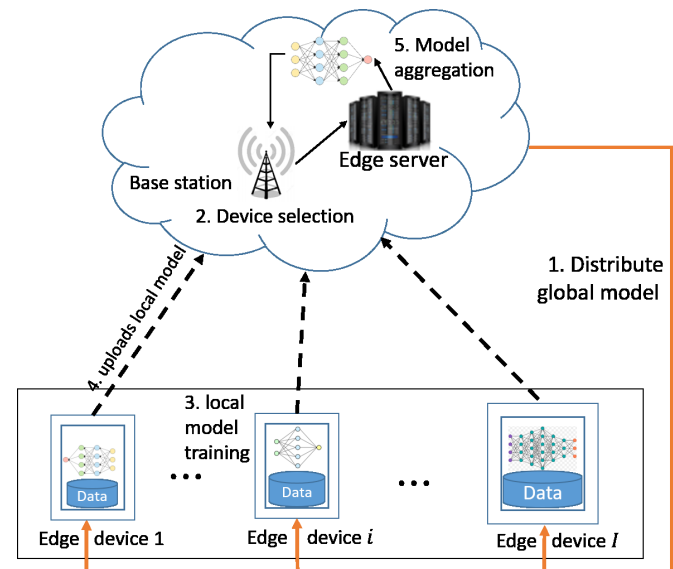 5. Model
aggregation
Edge server
Base station
2. Device selection
1. Distribute
global model
4. uploads local model
3. local
model
training
Data
Data
Data
... ...
Edge device 1
Edge device i
Edge device I